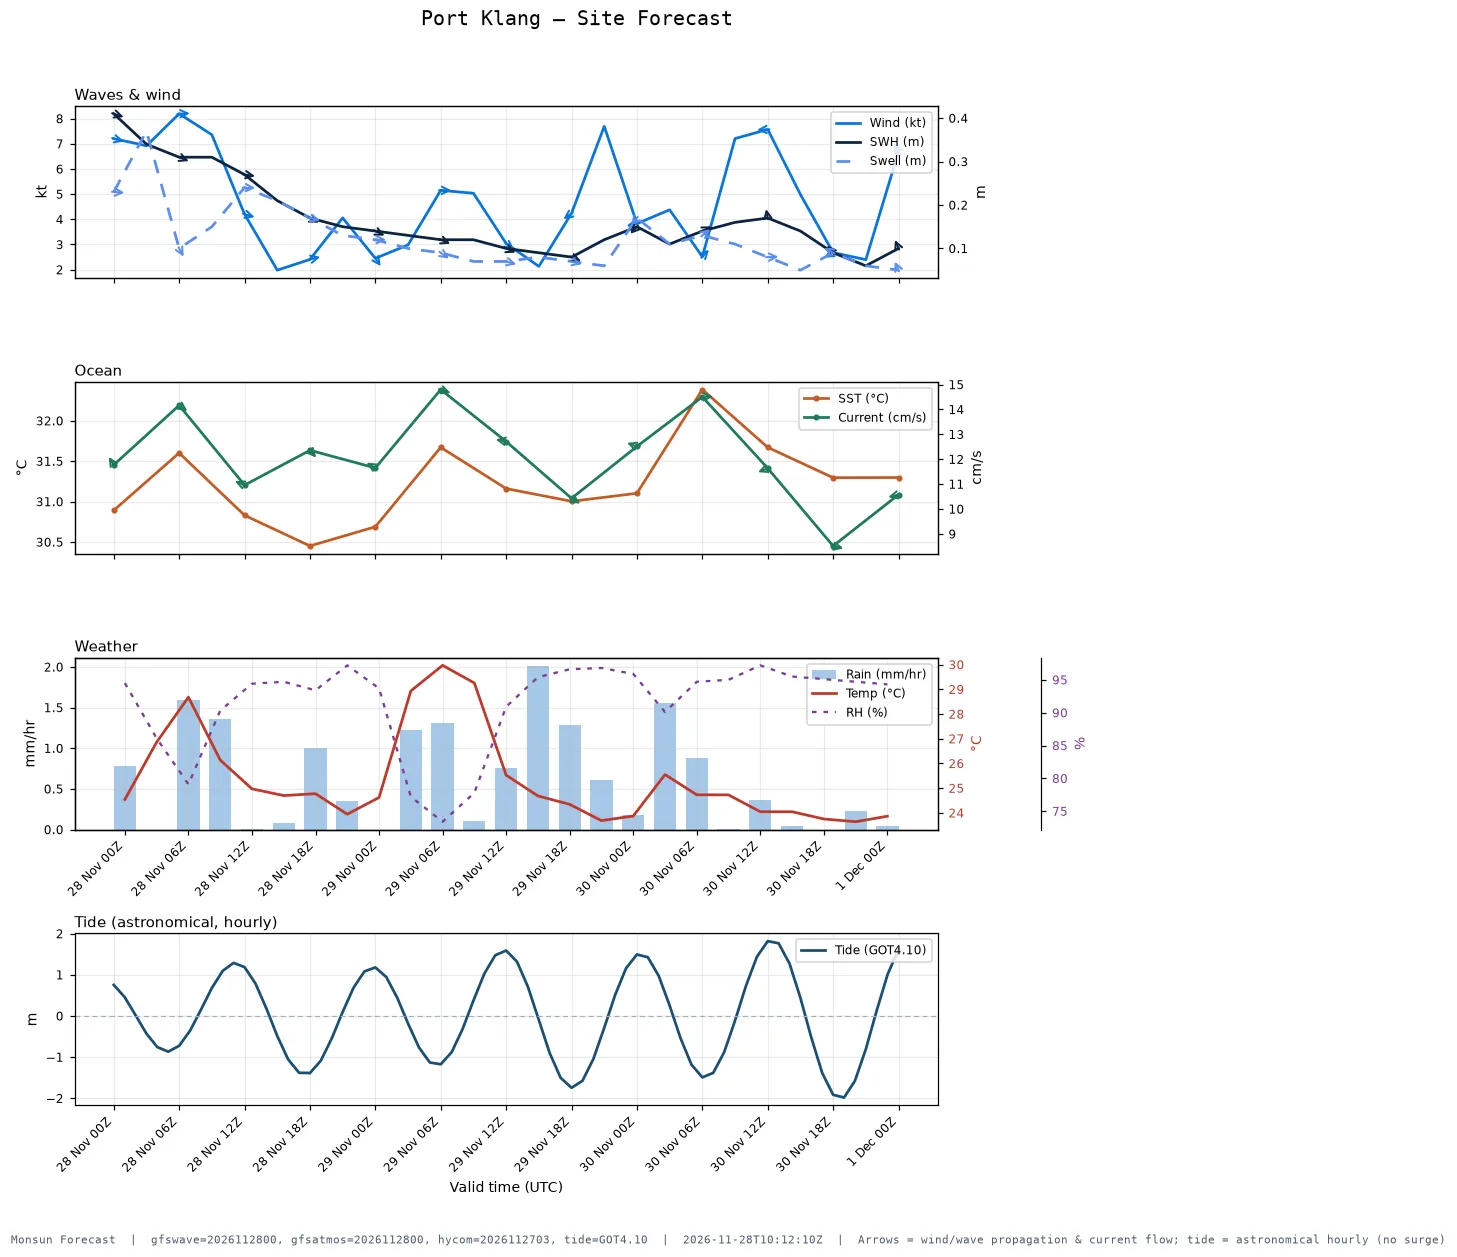 Port Klang — Site Forecast
Waves & wind
8
7
6
5
4
3
2
kt
0.4
0.3
0.2
0.1
m
Wind (kt)
SWH (m)
Swell (m)
Ocean
32.0
31.5
31.0
30.5
°C
15
14
13
12
11
10
9
cm/s
SST (°C)
Current (cm/s)
Weather
2.0
1.5
1.0
0.5
0.0
mm/hr
30
29
28
27
26
25
24
°C
95
90
85
80
75
%
Rain (mm/hr)
Temp (°C)
RH (%)
28 Nov 00Z
28 Nov 06Z
28 Nov 12Z
28 Nov 18Z
29 Nov 00Z
29 Nov 06Z
29 Nov 12Z
29 Nov 18Z
30 Nov 00Z
30 Nov 06Z
30 Nov 12Z
30 Nov 18Z
1 Dec 00Z
Tide (astronomical, hourly)
2
1
0
−1
−2
m
Tide (GOT4.10)
28 Nov 00Z
28 Nov 06Z
28 Nov 12Z
28 Nov 18Z
29 Nov 00Z
29 Nov 06Z
29 Nov 12Z
29 Nov 18Z
30 Nov 00Z
30 Nov 06Z
30 Nov 12Z
30 Nov 18Z
1 Dec 00Z
Valid time (UTC)
Monsun Forecast | gfswave=2026112800, gfsatmos=2026112800, hycom=2026112703, tide=GOT4.10 | 2026-11-28T10:12:10Z | Arrows = wind/wave propagation & current flow; tide = astronomical hourly (no surge)